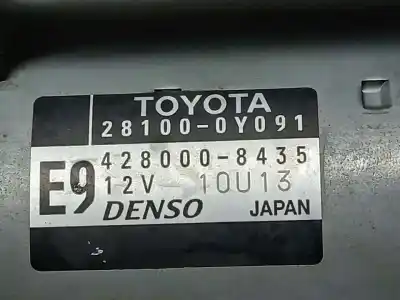 TOYOTA
28100-0Y091
E9
428000-8435
12V 10U13
DENSO JAPAN